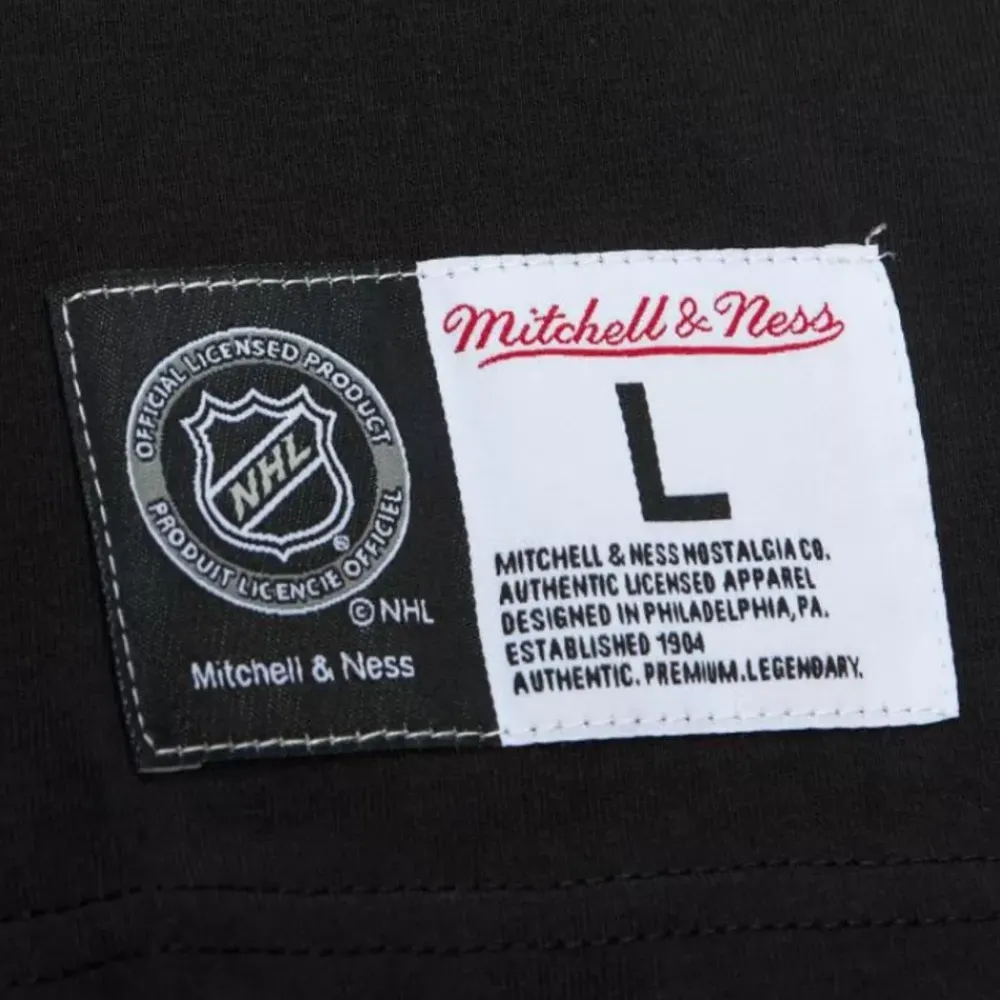 OFFICIAL LICENSED PRODUCT
NHL
®
PRODUIT LICENCIE OFFICIEL
© NHL
Mitchell & Ness
Mitchell & Ness
L
MITCHELL & NESS NOSTALGIA CO.
AUTHENTIC LICENSED APPAREL
DESIGNED IN PHILADELPHIA, PA.
ESTABLISHED 1904
AUTHENTIC. PREMIUM. LEGENDARY.